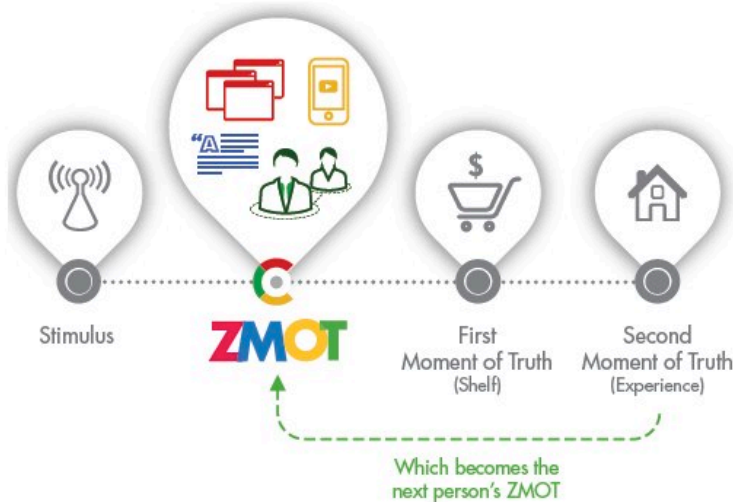 “A
$
Stimulus
ZMOT
First
Moment of Truth
(Shelf)
Second
Moment of Truth
(Experience)
Which becomes the
next person's ZMOT